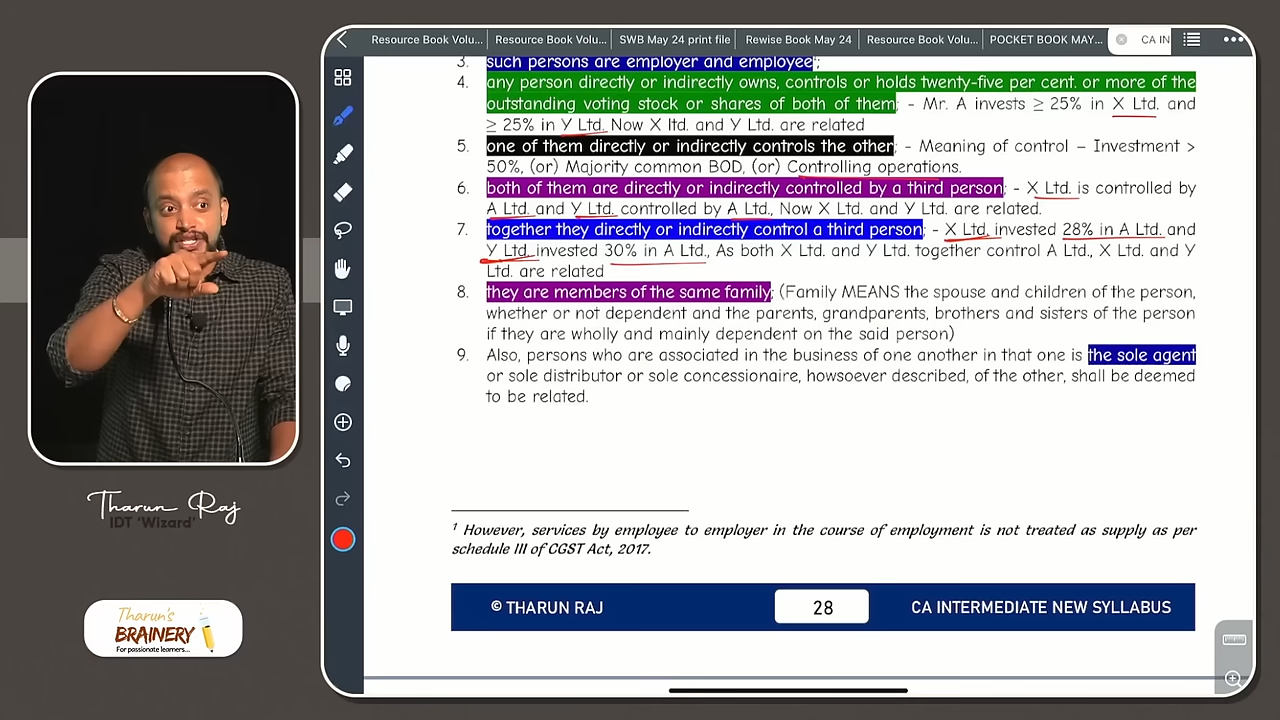 Resource Book Volu...
Resource Book Volu...
SWB May 24 print file
Rewise Book May 24
Resource Book Volu...
POCKET BOOK MAY...
CA IN
3. such persons are employer and employee¹;
4. any person directly or indirectly owns, controls or holds twenty-five per cent. or more of the
outstanding voting stock or shares of both of them; - Mr. A invests ≥ 25% in X Ltd. and
≥ 25% in Y Ltd. Now X ltd. and Y Ltd. are related
5. one of them directly or indirectly controls the other; - Meaning of control – Investment >
50%, (or) Majority common BOD, (or) Controlling operations.
6. both of them are directly or indirectly controlled by a third person; - X Ltd. is controlled by
A Ltd. and Y Ltd. controlled by A Ltd., Now X Ltd. and Y Ltd. are related.
7. together they directly or indirectly control a third person; - X Ltd. invested 28% in A Ltd. and
Y Ltd. invested 30% in A Ltd., As both X Ltd. and Y Ltd. together control A Ltd., X Ltd. and Y
Ltd. are related
8. they are members of the same family; (Family MEANS the spouse and children of the person,
whether or not dependent and the parents, grandparents, brothers and sisters of the person
if they are wholly and mainly dependent on the said person)
9. Also, persons who are associated in the business of one another in that one is the sole agent
or sole distributor or sole concessionaire, howsoever described, of the other, shall be deemed
to be related.
¹ However, services by employee to employer in the course of employment is not treated as supply as per
schedule III of CGST Act, 2017.
© THARUN RAJ
28
CA INTERMEDIATE NEW SYLLABUS
Tharun Raj
IDT 'Wizard'
Tharun's
BRAINERY
For passionate learners...